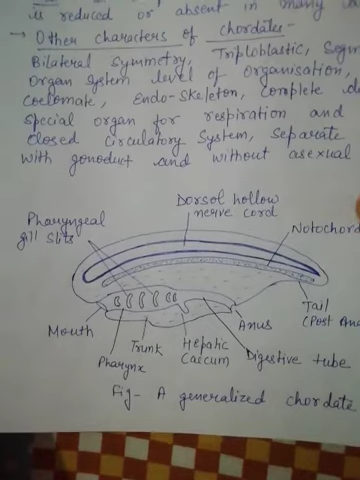 is reduced or absent in many
→ Other characters of chordates-
Bilateral Symmetry, Triploblastic,
Organ System level of Organisation,
coelomate, Endo-Skeleton, Complete
special organ for respiration and
closed Circulatory System, Separate
with gonoduct and without asexual
Dorsol hollow
nerve cord
Pharyngeal
gill slits
Notochord
Mouth
Tail
(Post
Anus
Trunk
Hepatic
Caecum
Digestive tube
Pharynx
Fig- A generalized chordate